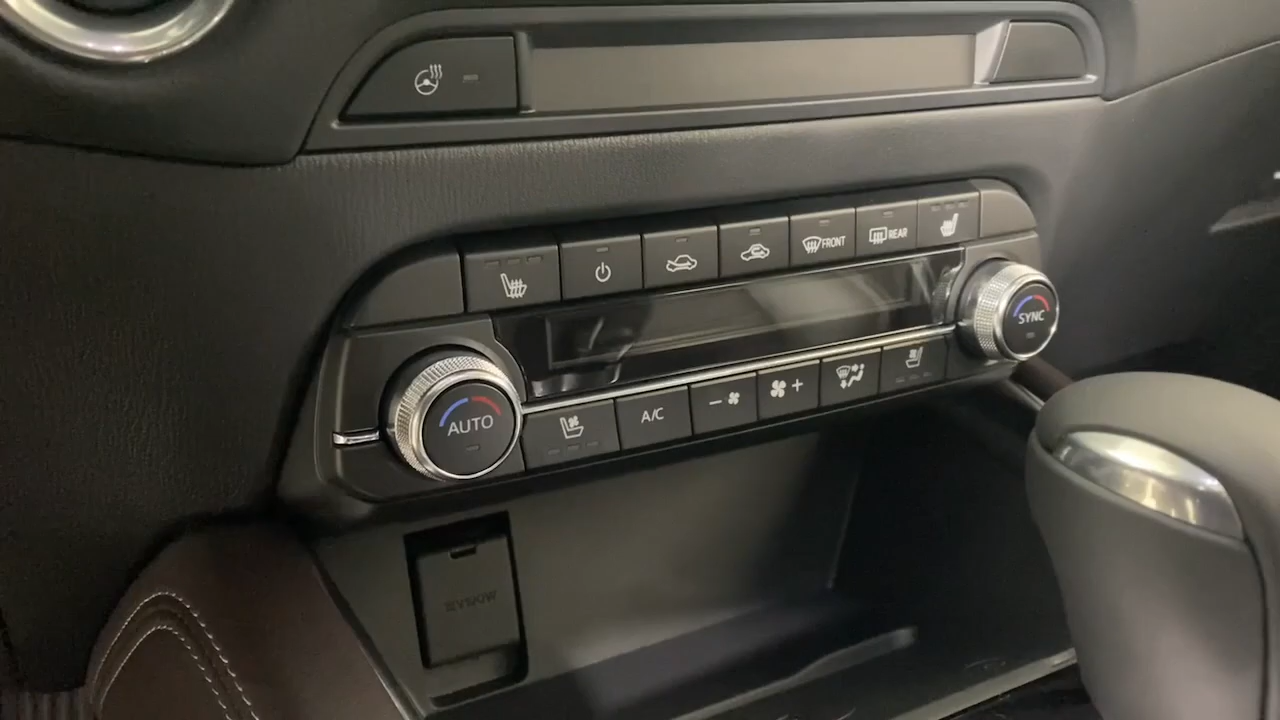 FRONT
REAR
AUTO
SYNC
A/C
- +